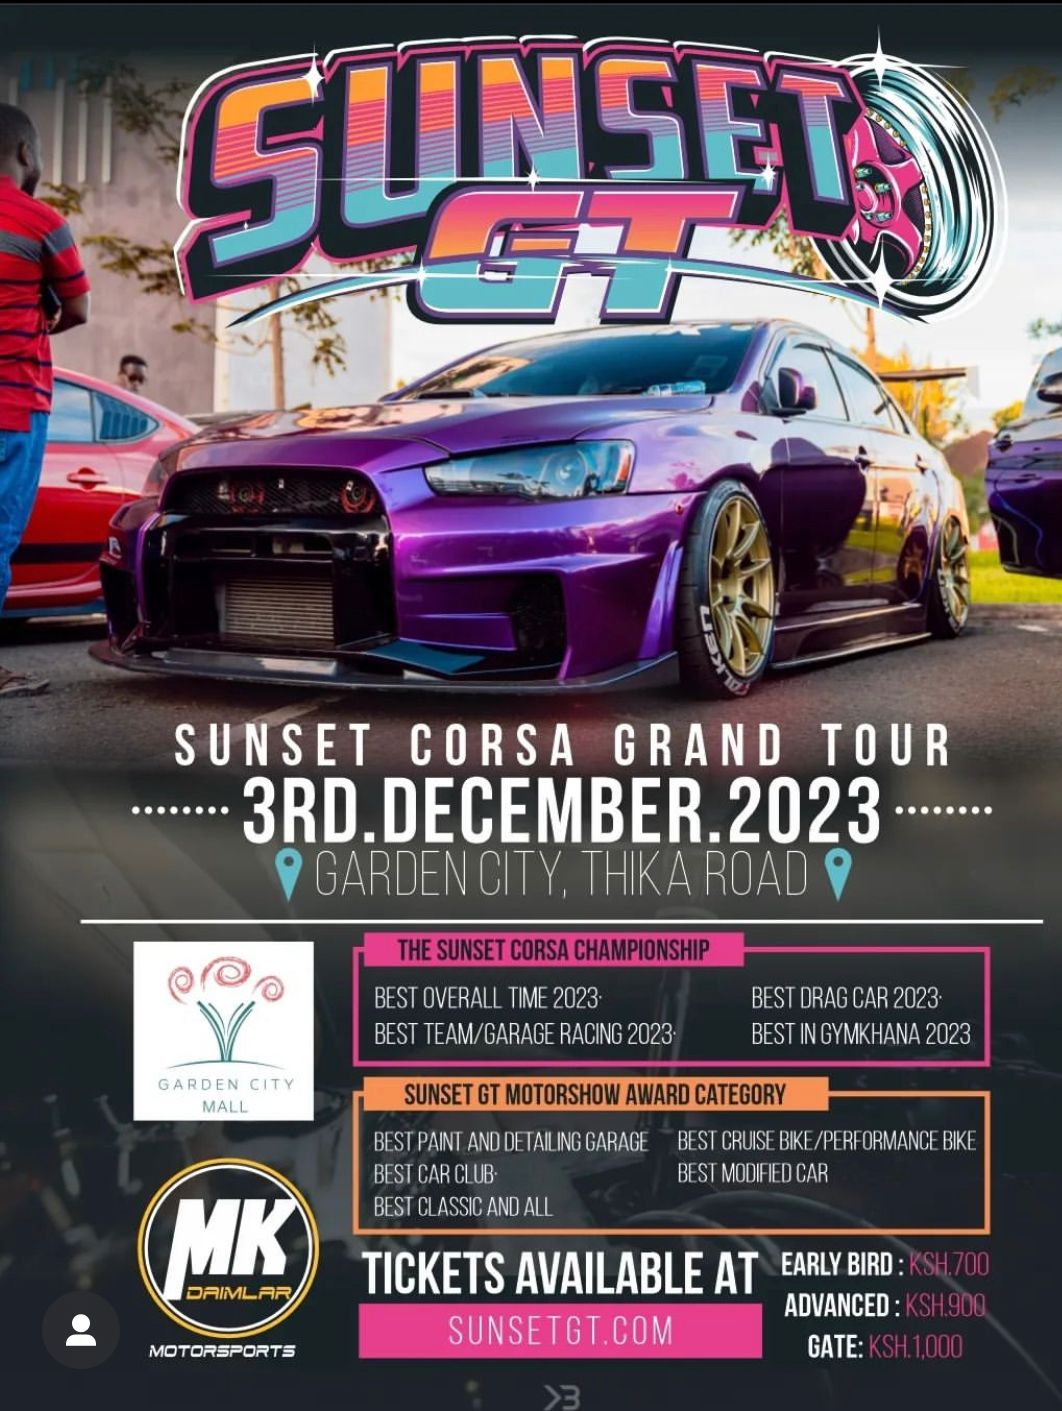 SUNSET
GT
FALKEN
SUNSET CORSA GRAND TOUR
3RD.DECEMBER.2023
GARDEN CITY, THIKA ROAD
THE SUNSET CORSA CHAMPIONSHIP
BEST OVERALL TIME 2023·
BEST DRAG CAR 2023·
BEST TEAM/GARAGE RACING 2023·
BEST IN GYMKHANA 2023
GARDEN CITY
MALL
SUNSET GT MOTORSHOW AWARD CATEGORY
BEST PAINT AND DETAILING GARAGE
BEST CRUISE BIKE/PERFORMANCE BIKE
BEST CAR CLUB·
BEST MODIFIED CAR
BEST CLASSIC AND ALL
MK
DAIMLAR
MOTORSPORTS
TICKETS AVAILABLE AT
SUNSETGT.COM
EARLY BIRD : KSH.700
ADVANCED : KSH.900
GATE: KSH.1,000